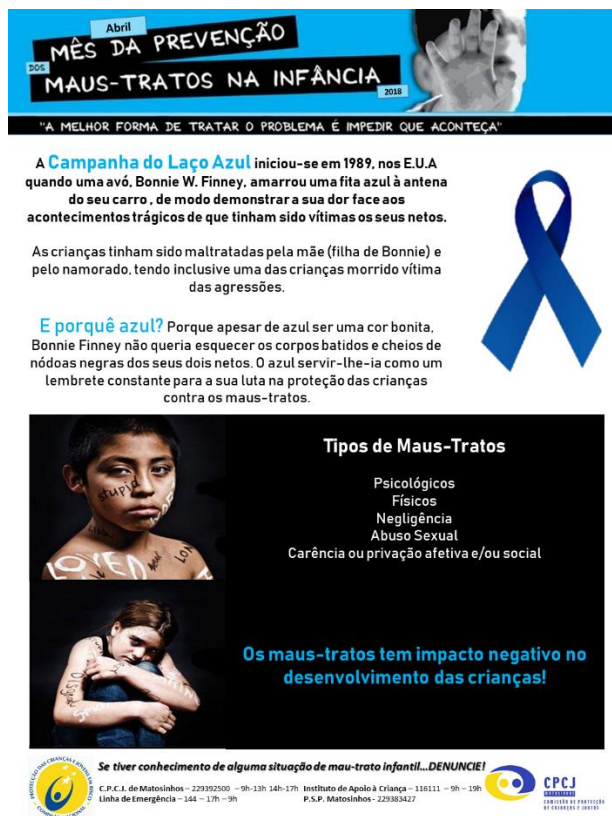 Abril
MÊS DA PREVENÇÃO
DOS
MAUS-TRATOS NA INFÂNCIA
2018
"A MELHOR FORMA DE TRATAR O PROBLEMA É IMPEDIR QUE ACONTEÇA"
A Campanha do Laço Azul iniciou-se em 1989, nos E.U.A
quando uma avó, Bonnie W. Finney, amarrou uma fita azul à antena
do seu carro , de modo demonstrar a sua dor face aos
acontecimentos trágicos de que tinham sido vítimas os seus netos.
As crianças tinham sido maltratadas pela mãe (filha de Bonnie) e
pelo namorado, tendo inclusive uma das crianças morrido vítima
das agressões.
E porquê azul? Porque apesar de azul ser uma cor bonita,
Bonnie Finney não queria esquecer os corpos batidos e cheios de
nódoas negras dos seus dois netos. O azul servir-lhe-ia como um
lembrete constante para a sua luta na proteção das crianças
contra os maus-tratos.
stupid
LOVED
Tipos de Maus-Tratos
Psicológicos
Físicos
Negligência
Abuso Sexual
Carência ou privação afetiva e/ou social
Os maus-tratos tem impacto negativo no
desenvolvimento das crianças!
Se tiver conhecimento de alguma situação de mau-trato infantil...DENUNCIE!
C.P.C.J. de Matosinhos – 229392500 – 9h-13h 14h-17h Instituto de Apoio à Criança – 116111 – 9h – 19h
Linha de Emergência – 144 – 17h – 9h P.S.P. Matosinhos - 229383427
CPCJ
MATOSINHOS
COMISSÃO DE PROTECÇÃO
DE CRIANÇAS E JOVENS